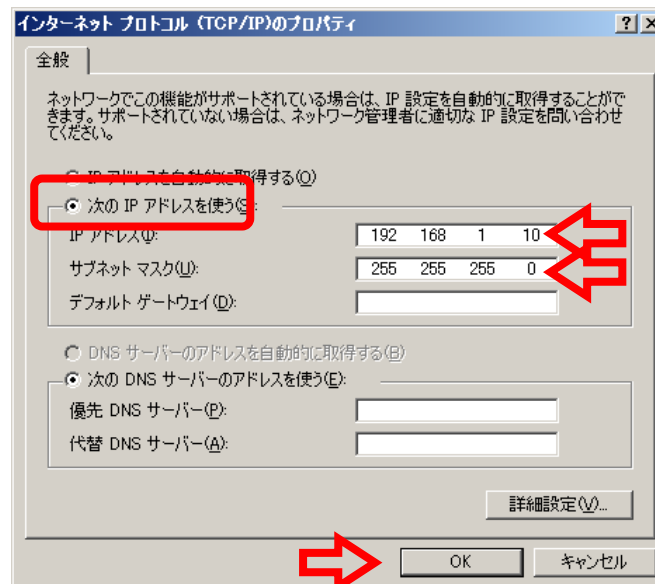 インターネット プロトコル (TCP/IP)のプロパティ
全般
ネットワークでこの機能がサポートされている場合は、IP 設定を自動的に取得することがで
きます。サポートされていない場合は、ネットワーク管理者に適切な IP 設定を問い合わせ
てください。
IP アドレスを自動的に取得する(O)
次の IP アドレスを使う(S):
IP アドレス(I):
192 168 1 10
サブネット マスク(U):
255 255 255 0
デフォルト ゲートウェイ(D):
DNS サーバーのアドレスを自動的に取得する(B)
次の DNS サーバーのアドレスを使う(E):
優先 DNS サーバー(P):
代替 DNS サーバー(A):
詳細設定(V)...
OK
キャンセル